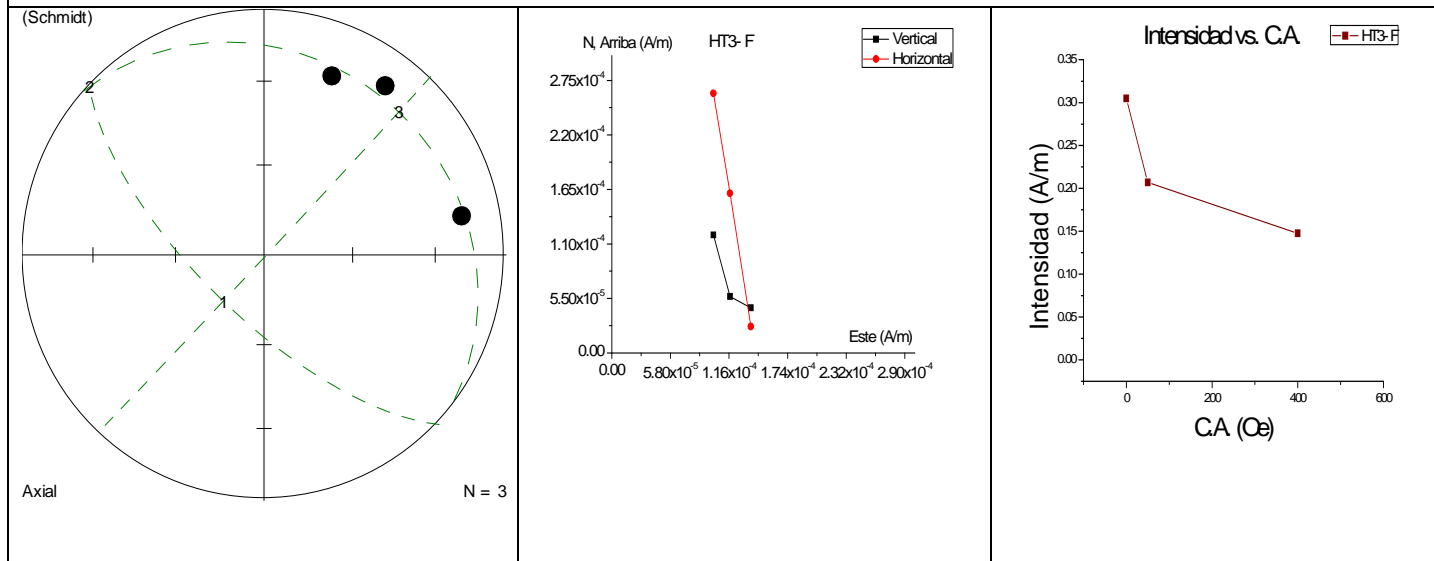 (Schmidt)
2
3
1
Axial
N = 3
N, Arriba (A/m)
HT3- F
Vertical
Horizontal
2.75x10⁻⁴
2.20x10⁻⁴
1.65x10⁻⁴
1.10x10⁻⁴
5.50x10⁻⁵
0.00
Este (A/m)
0.00 5.80x10⁻⁵ 1.16x10⁻⁴ 1.74x10⁻⁴ 2.32x10⁻⁴ 2.90x10⁻⁴
Intensidad vs. C.A.
HT3- F
0.35
0.30
0.25
0.20
0.15
0.10
0.05
0.00
Intensidad (A/m)
0 200 400 600
C.A. (Oe)